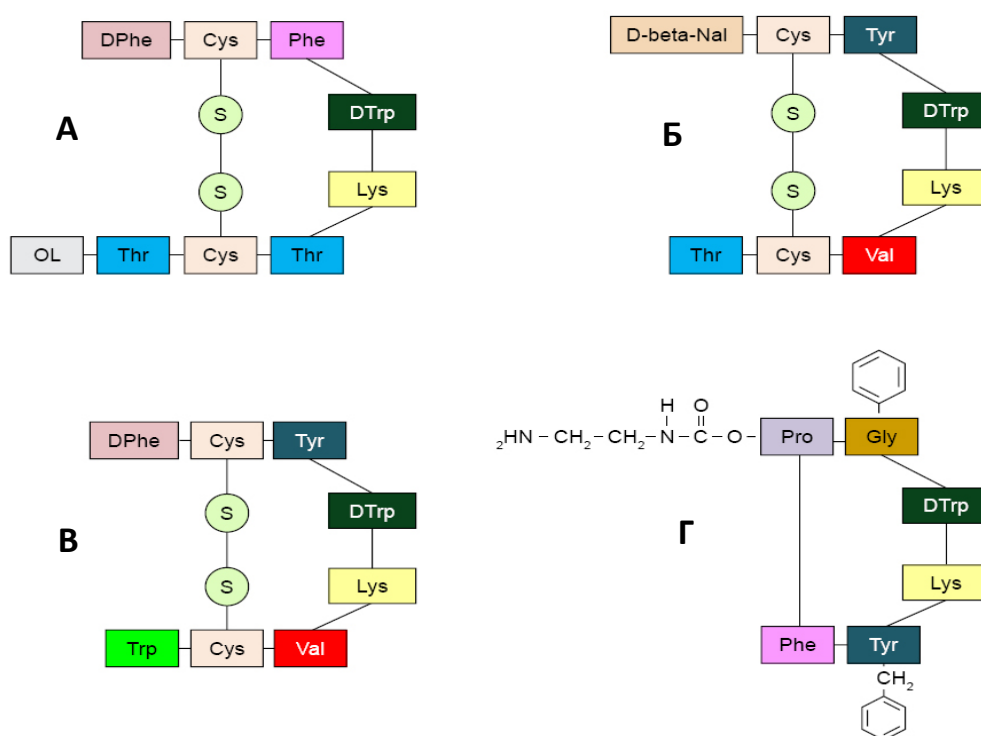 DPhe Cys Phe
D-beta-Nal Cys Tyr
S
DTrp
S
DTrp
А
Б
S
Lys
S
Lys
OL Thr Cys Thr
Thr Cys Val
H O
₂HN – CH₂ – CH₂ – N – C – O – Pro Gly
DPhe Cys Tyr
S
DTrp
DTrp
В
Г
S
Lys
Lys
Trp Cys Val
Phe Tyr
CH₂